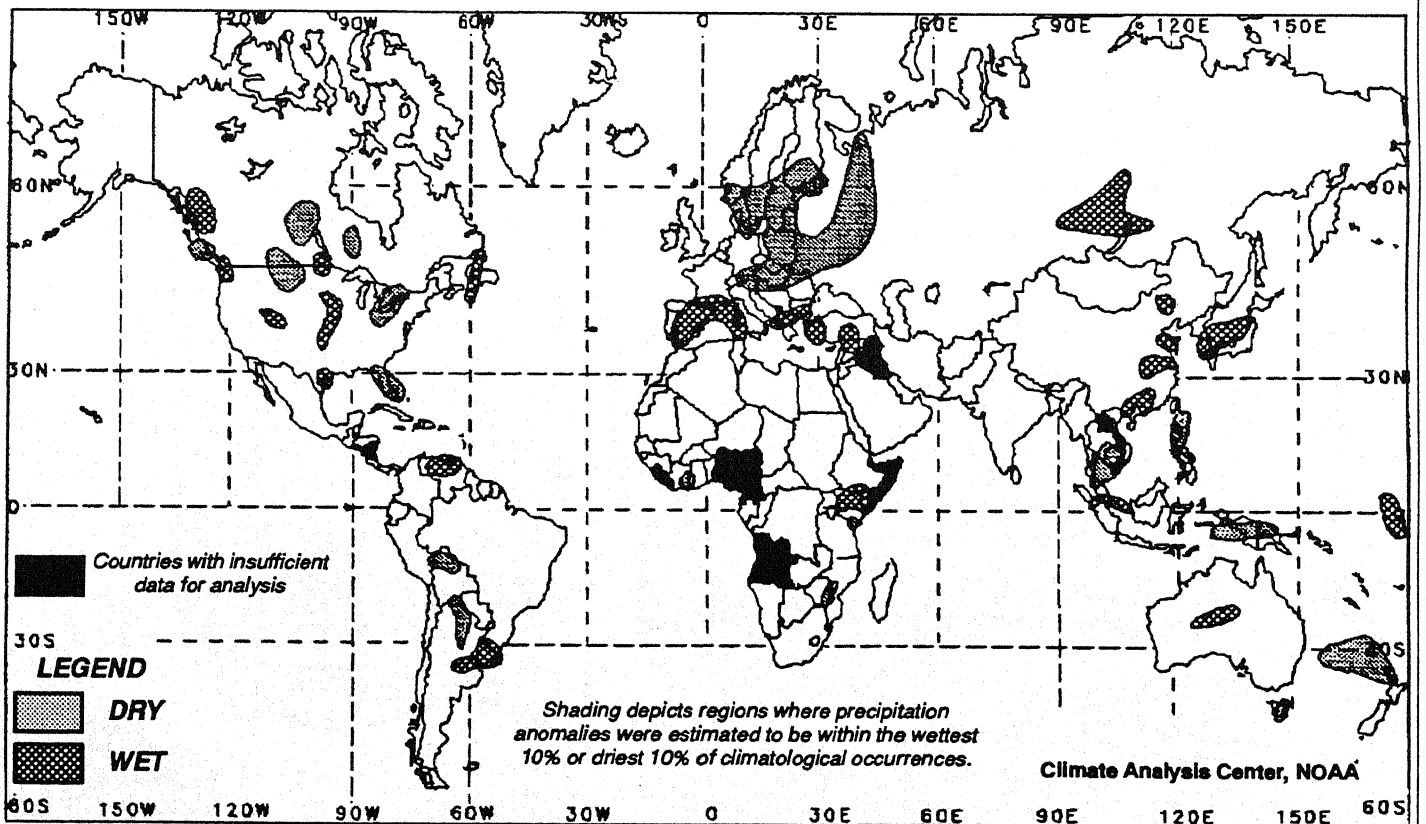 150W 120W 90W 60W 30W 0 30E 60E 90E 120E 150E
60N 60N
30N 30N
0
Countries with insufficient
data for analysis
30S 30S
LEGEND
DRY
WET
Shading depicts regions where precipitation
anomalies were estimated to be within the wettest
10% or driest 10% of climatological occurrences.
Climate Analysis Center, NOAA
60S 150W 120W 90W 60W 30W 0 30E 60E 90E 120E 150E 60S